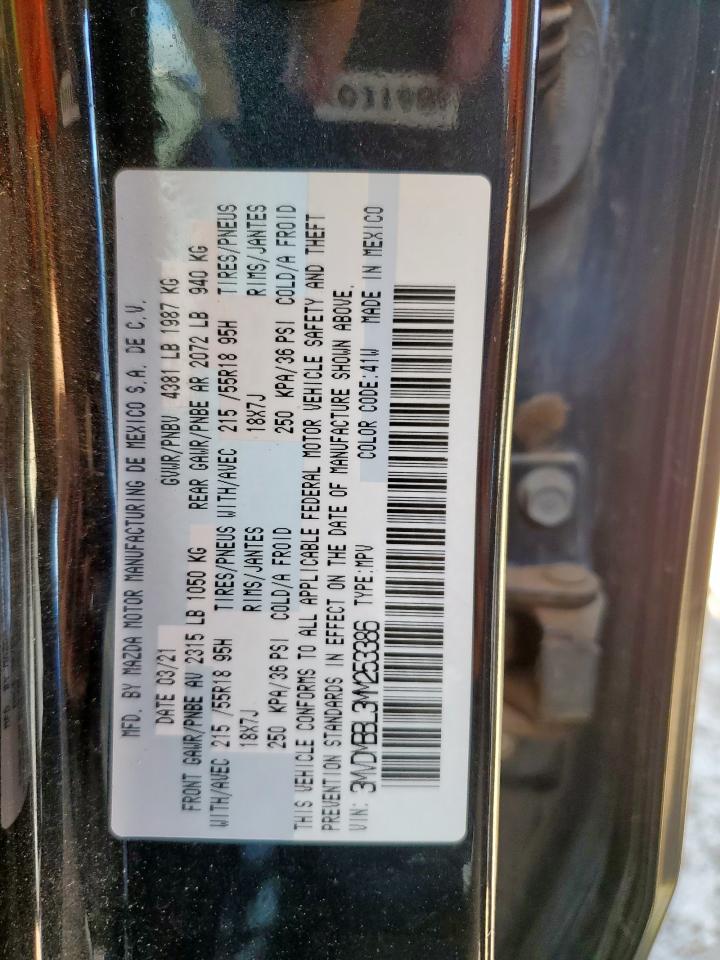 MFD. BY MAZDA MOTOR MANUFACTURING DE MEXICO S.A. DE C.V.
DATE 03/21 GVWR/PNBV 4381 LB 1987 KG
FRONT GAWR/PNBE AV 2315 LB 1050 KG REAR GAWR/PNBE AR 2072 LB 940 KG
WITH/AVEC 215 /55R18 95H TIRES/PNEUS WITH/AVEC 215 /55R18 95H TIRES/PNEUS
18X7J RIMS/JANTES 18X7J RIMS/JANTES
250 KPA/36 PSI COLD/A FROID 250 KPA/36 PSI COLD/A FROID
THIS VEHICLE CONFORMS TO ALL APPLICABLE FEDERAL MOTOR VEHICLE SAFETY AND THEFT
PREVENTION STANDARDS IN EFFECT ON THE DATE OF MANUFACTURE SHOWN ABOVE.
VIN: 3MVDMBBL3MM253386 TYPE:MPV COLOR CODE:41W MADE IN MEXICO